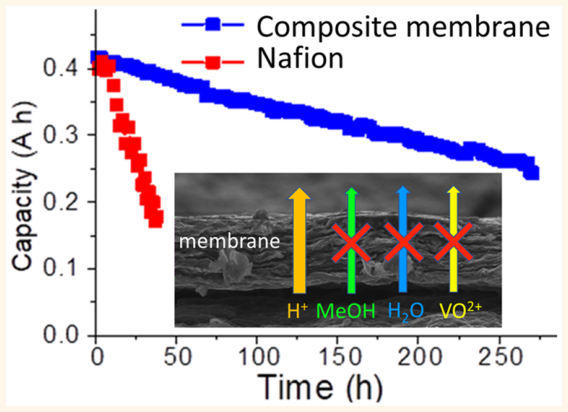 Composite membrane
Nafion
Capacity (A h)
0.4
0.3
0.2
0.1
0.0
membrane
H⁺ MeOH H₂O VO²⁺
0 50 100 150 200 250
Time (h)